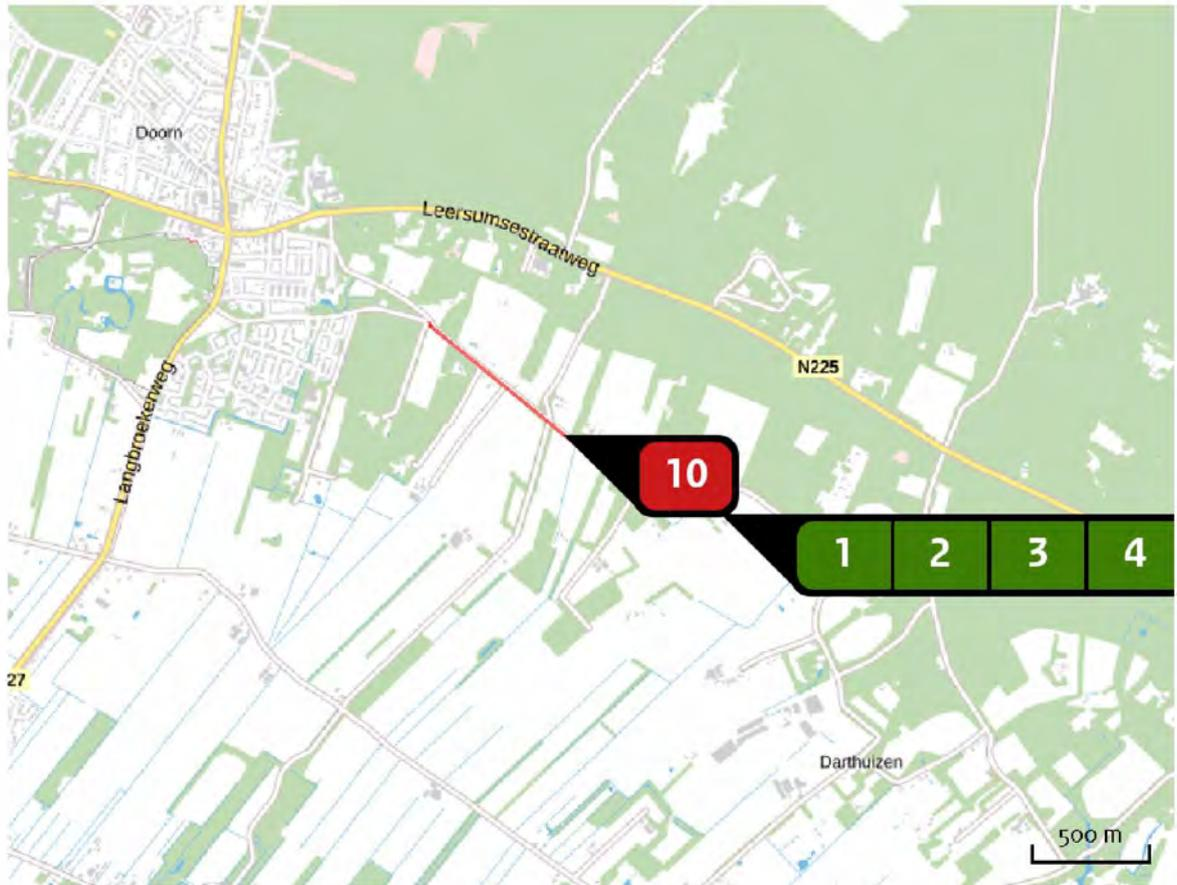 Doorn
Leersumsestraatweg
N225
Langbroekerweg
10
1 2 3 4
27
Darthuizen
500 m